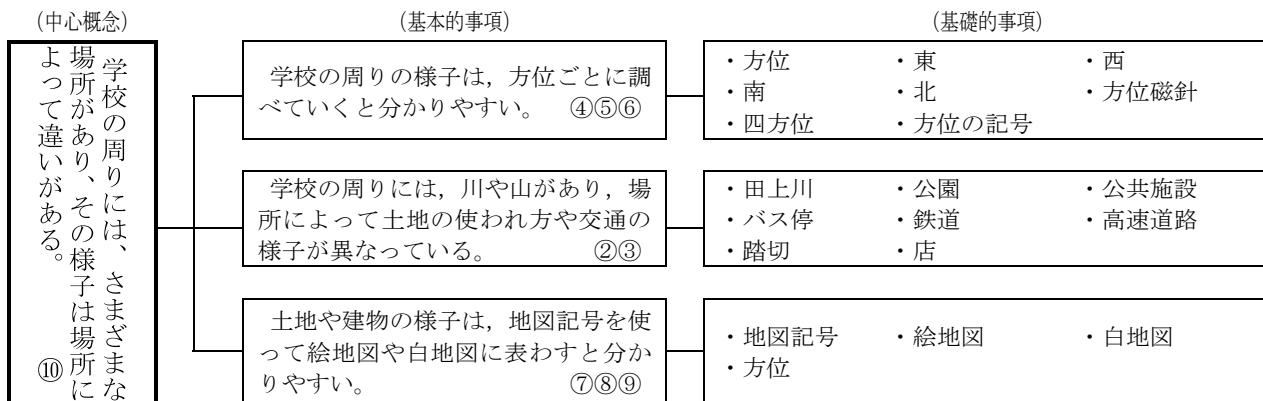 (中心概念)
(基本的事項)
(基礎的事項)
学校の周りには、さまざまな
場所があり、その様子は場所に
よって違いがある。 ⑩
学校の周りの様子は，方位ごとに調
べていくと分かりやすい。 ④⑤⑥
・方位 ・東 ・西
・南 ・北 ・方位磁針
・四方位 ・方位の記号
学校の周りには，川や山があり，場
所によって土地の使われ方や交通の
様子が異なっている。 ②③
・田上川 ・公園 ・公共施設
・バス停 ・鉄道 ・高速道路
・踏切 ・店
土地や建物の様子は，地図記号を使
って絵地図や白地図に表わすと分か
りやすい。 ⑦⑧⑨
・地図記号 ・絵地図 ・白地図
・方位